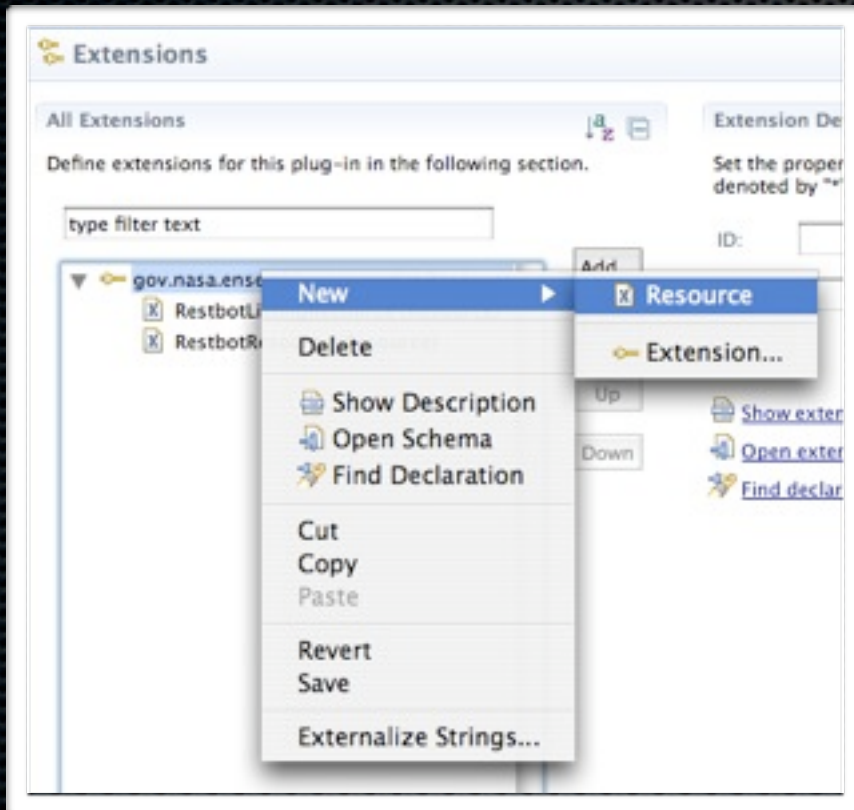 Extensions
All Extensions
Define extensions for this plug-in in the following section.
type filter text
gov.nasa.ense
RestbotLi
RestbotRe
New
Delete
Show Description
Open Schema
Find Declaration
Cut
Copy
Paste
Revert
Save
Externalize Strings...
Add
Resource
Extension...
Up
Down
Extension De
Set the proper
denoted by "*"
ID:
Show exter
Open exter
Find declar